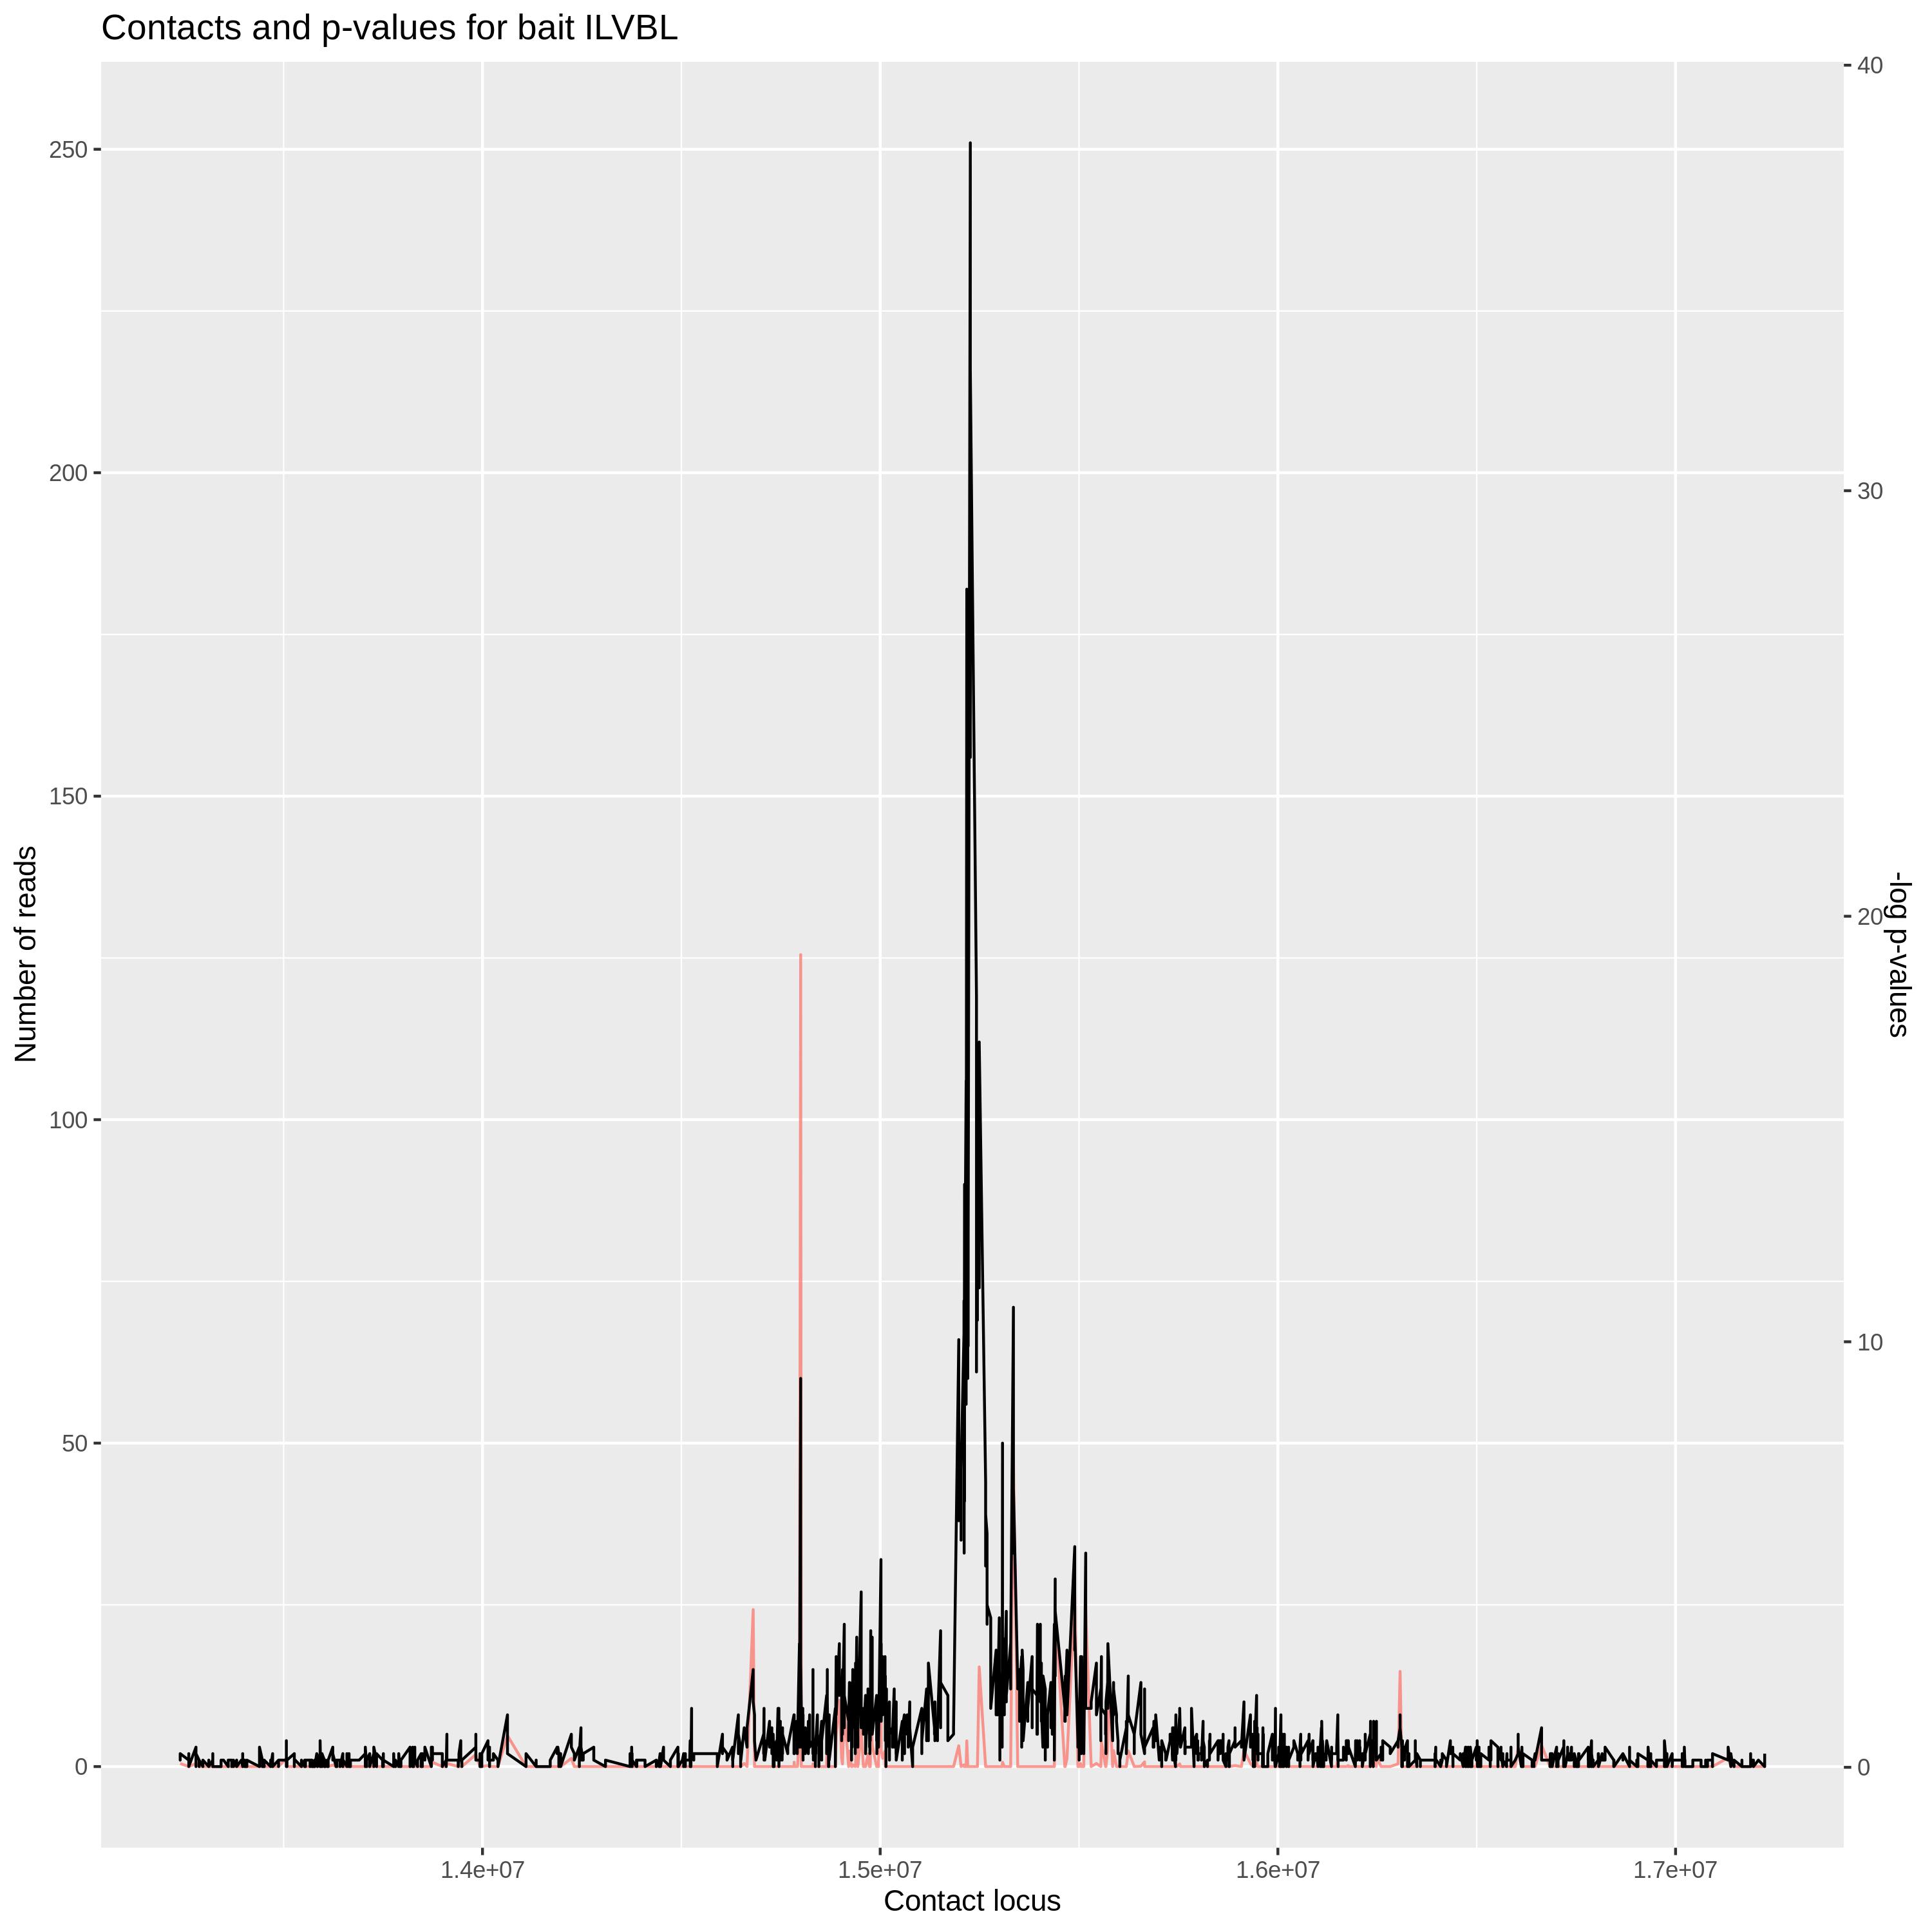 Contacts and p-values for bait ILVBL
40
250
200
30
150
Number of reads
20
-log p-values
100
10
50
0
0
1.4e+07
1.5e+07
1.6e+07
1.7e+07
Contact locus